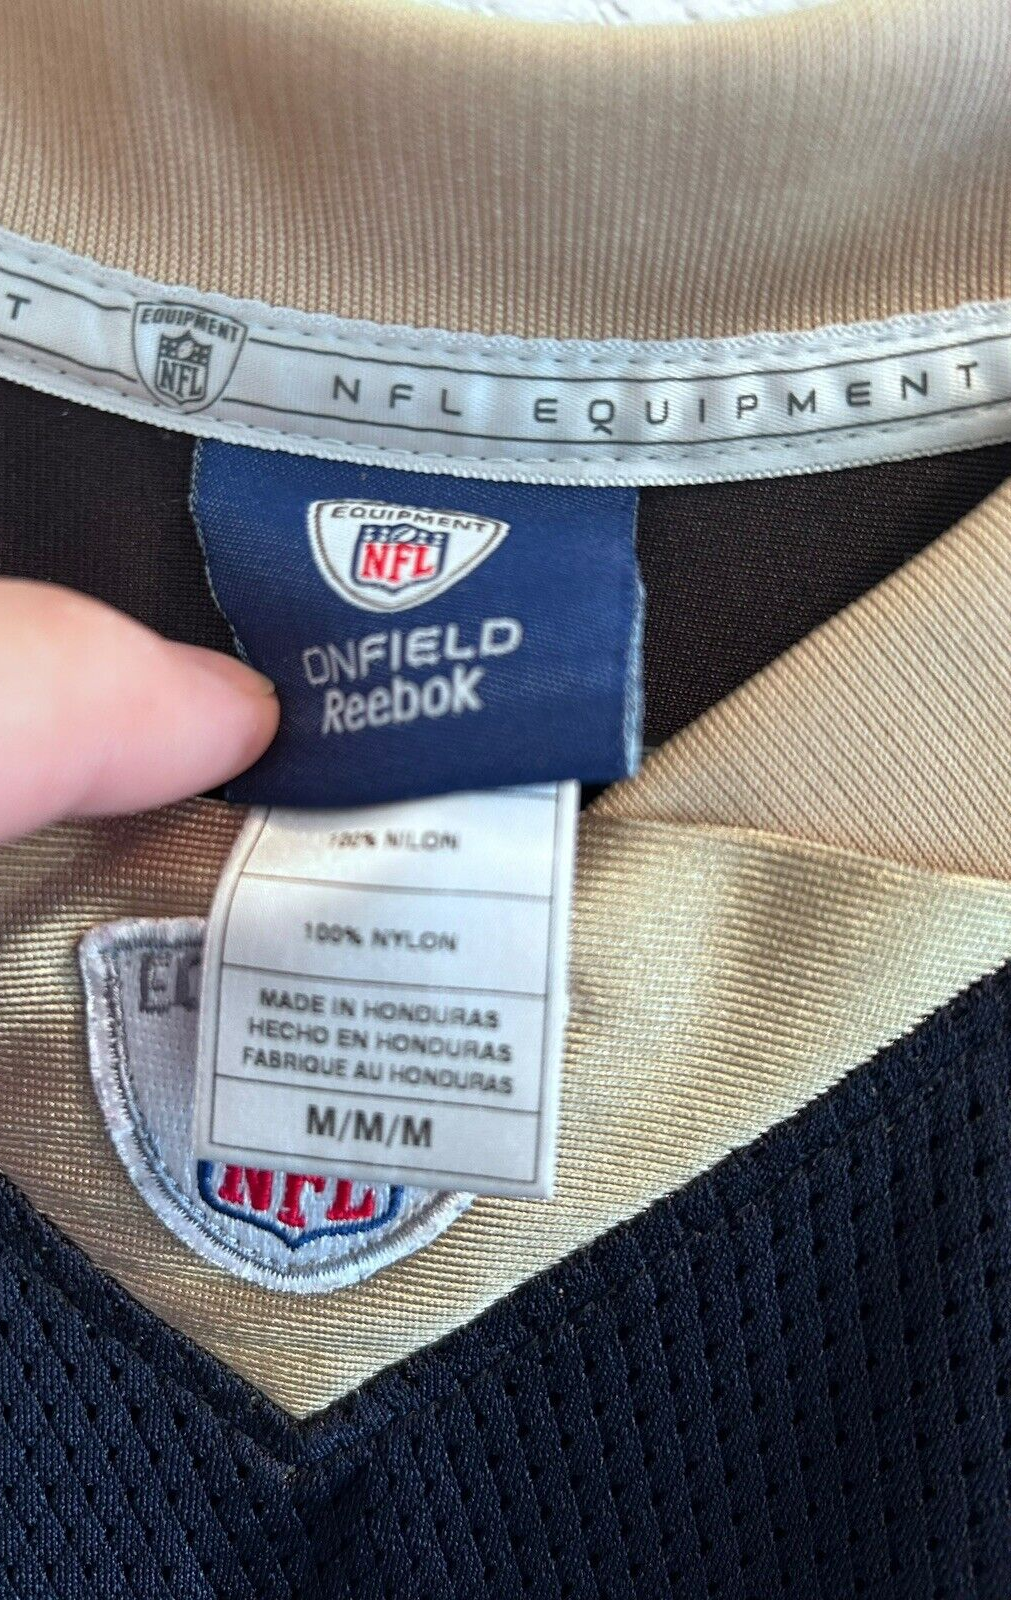 T
EQUIPMENT
NFL
NFL EQUIPMENT
EQUIPMENT
NFL
ONFIELD
Reebok
100% NILON
100% NYLON
MADE IN HONDURAS
HECHO EN HONDURAS
FABRIQUE AU HONDURAS
M/M/M
NFL